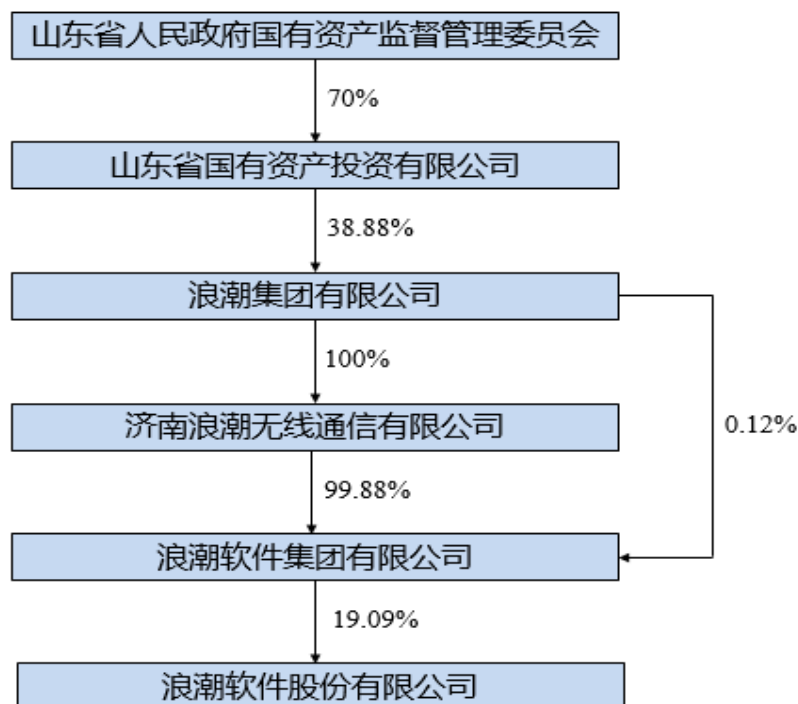 山东省人民政府国有资产监督管理委员会
70%
山东省国有资产投资有限公司
38.88%
浪潮集团有限公司
100%
济南浪潮无线通信有限公司
0.12%
99.88%
浪潮软件集团有限公司
19.09%
浪潮软件股份有限公司